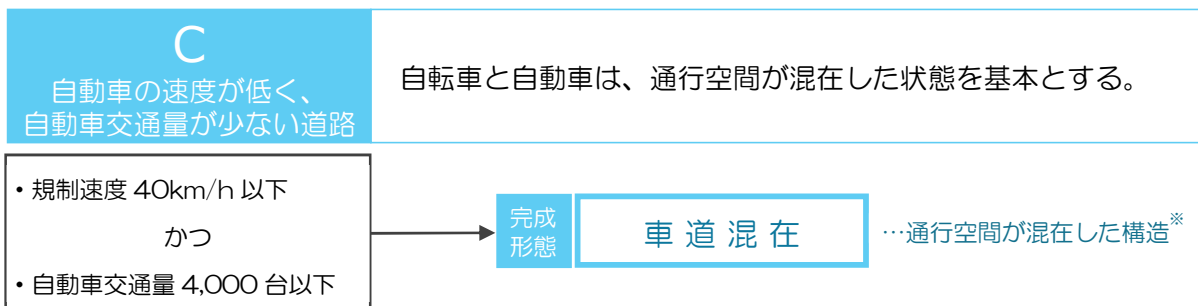 C
自動車の速度が低く、
自動車交通量が少ない道路
自転車と自動車は、通行空間が混在した状態を基本とする。
・規制速度 40km/h 以下
かつ
・自動車交通量 4,000 台以下
完成
形態
車道混在
…通行空間が混在した構造※